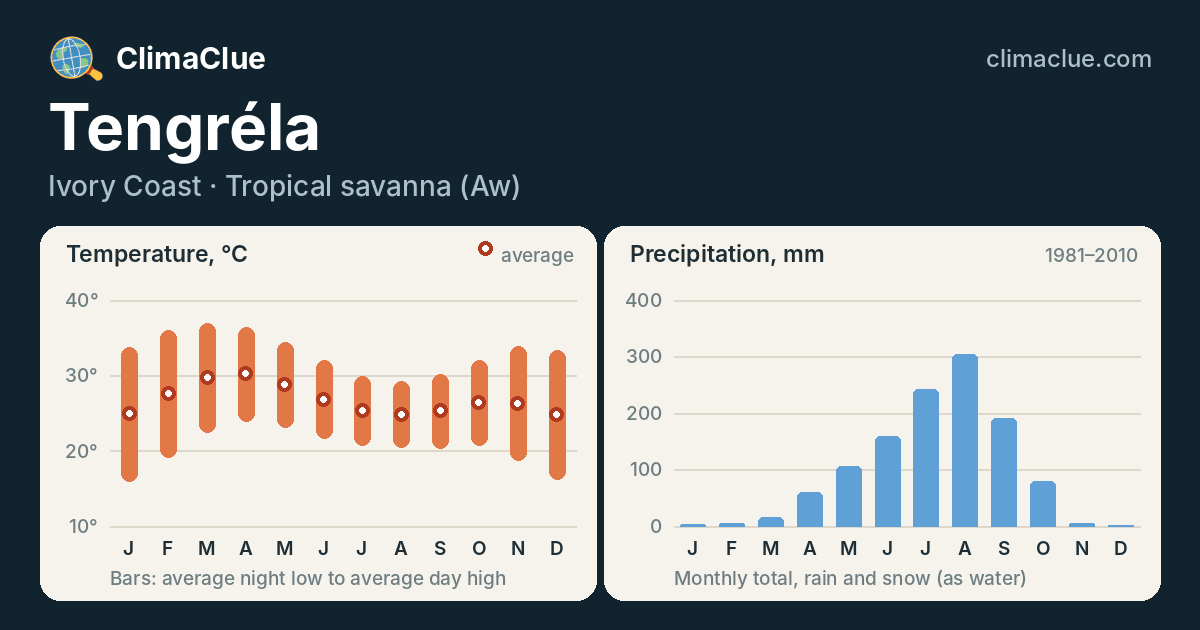 ClimaClue
climaclue.com
Tengréla
Ivory Coast · Tropical savanna (Aw)
Temperature, °C
average
40°
30°
20°
10°
J F M A M J J A S O N D
Bars: average night low to average day high
Precipitation, mm
1981–2010
400
300
200
100
0
J F M A M J J A S O N D
Monthly total, rain and snow (as water)